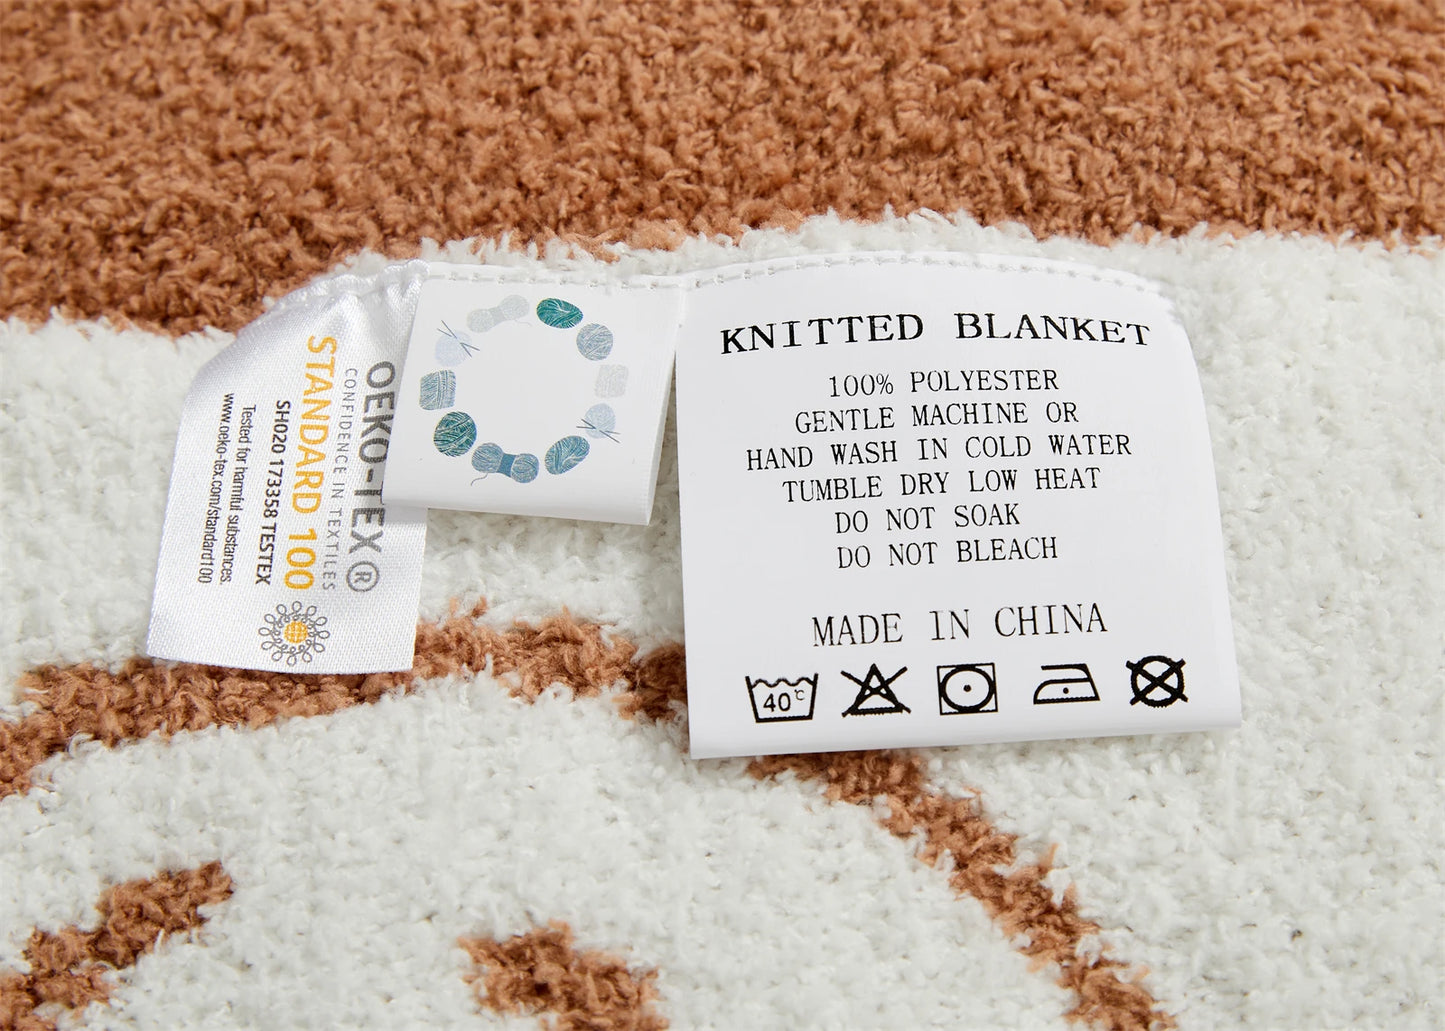 OEKO-TEX®
CONFIDENCE IN TEXTILES
STANDARD 100
SH020 173358 TESTEX
Tested for harmful substances.
www.oeko-tex.com/standard100
KNITTED BLANKET
100% POLYESTER
GENTLE MACHINE OR
HAND WASH IN COLD WATER
TUMBLE DRY LOW HEAT
DO NOT SOAK
DO NOT BLEACH
MADE IN CHINA
40℃